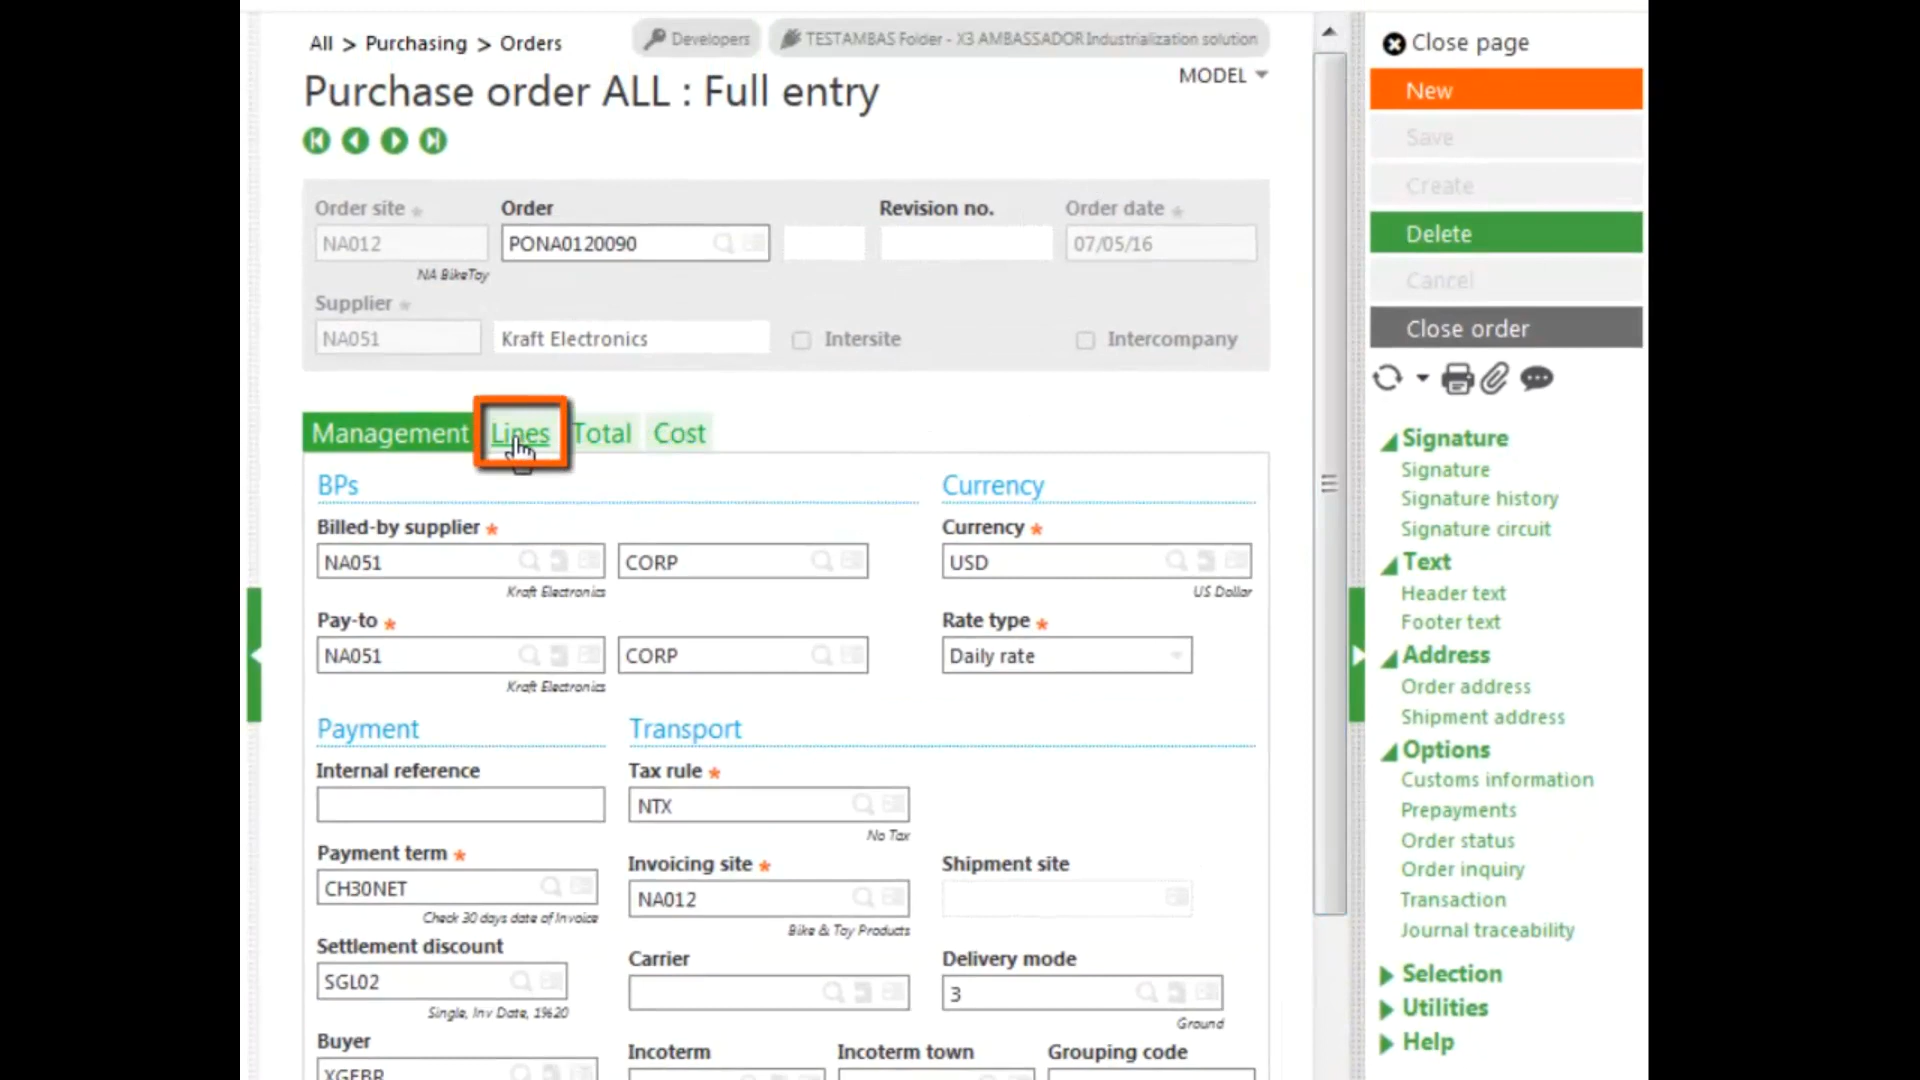 All > Purchasing > Orders
Developers
TESTAMBAS Folder - X3 AMBASSADOR Industrialization solution
MODEL
Purchase order ALL : Full entry
Order site *
Order
Revision no.
Order date *
NA012
PONA0120090
07/05/16
NA BikeToy
Supplier *
NA051
Kraft Electronics
Intersite
Intercompany
Management
Lines
Total
Cost
BPs
Currency
Billed-by supplier *
Currency *
NA051
CORP
USD
Kraft Electronics
US Dollar
Pay-to *
Rate type *
NA051
CORP
Daily rate
Kraft Electronics
Payment
Transport
Internal reference
Tax rule *
NTX
No Tax
Payment term *
Invoicing site *
Shipment site
CH30NET
NA012
Check 30 days date of Invoice
Bike & Toy Products
Settlement discount
Carrier
Delivery mode
SGL02
3
Single, Inv Date, 1%20
Ground
Buyer
Incoterm
Incoterm town
Grouping code
XGEBR
Close page
New
Save
Create
Delete
Cancel
Close order
Signature
Signature
Signature history
Signature circuit
Text
Header text
Footer text
Address
Order address
Shipment address
Options
Customs information
Prepayments
Order status
Order inquiry
Transaction
Journal traceability
Selection
Utilities
Help